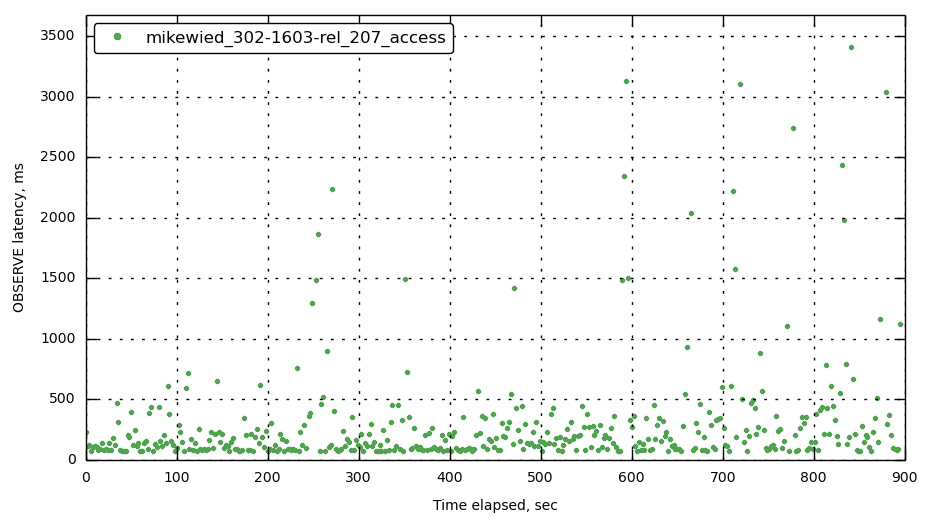 mikewied_302-1603-rel_207_access
3500
3000
2500
2000
1500
1000
500
0
OBSERVE latency, ms
0 100 200 300 400 500 600 700 800 900
Time elapsed, sec